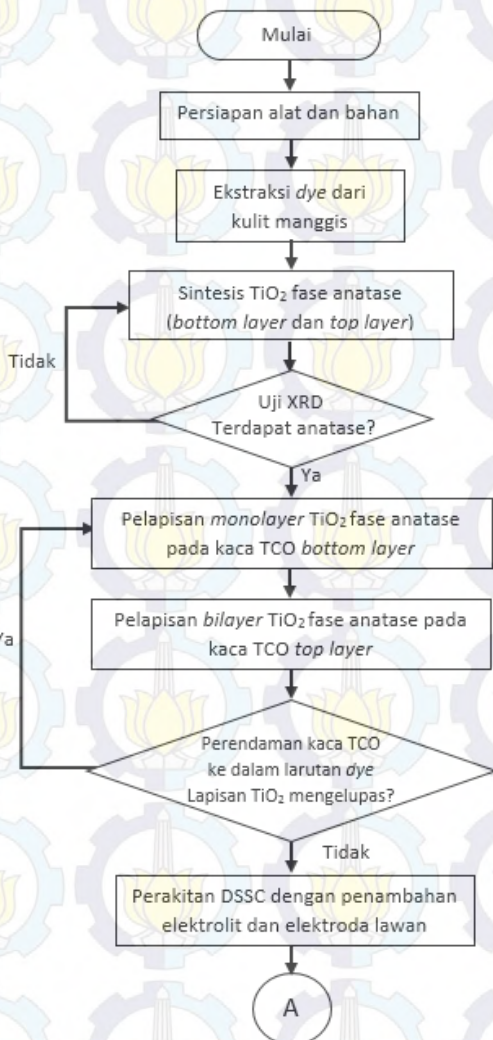 Mulai
Persiapan alat dan bahan
Ekstraksi dye dari
kulit manggis
Sintesis TiO₂ fase anatase
(bottom layer dan top layer)
Tidak
Uji XRD
Terdapat anatase?
Ya
Pelapisan monolayer TiO₂ fase anatase
pada kaca TCO bottom layer
Pelapisan bilayer TiO₂ fase anatase pada
kaca TCO top layer
Ya
Perendaman kaca TCO
ke dalam larutan dye
Lapisan TiO₂ mengelupas?
Tidak
Perakitan DSSC dengan penambahan
elektrolit dan elektroda lawan
A